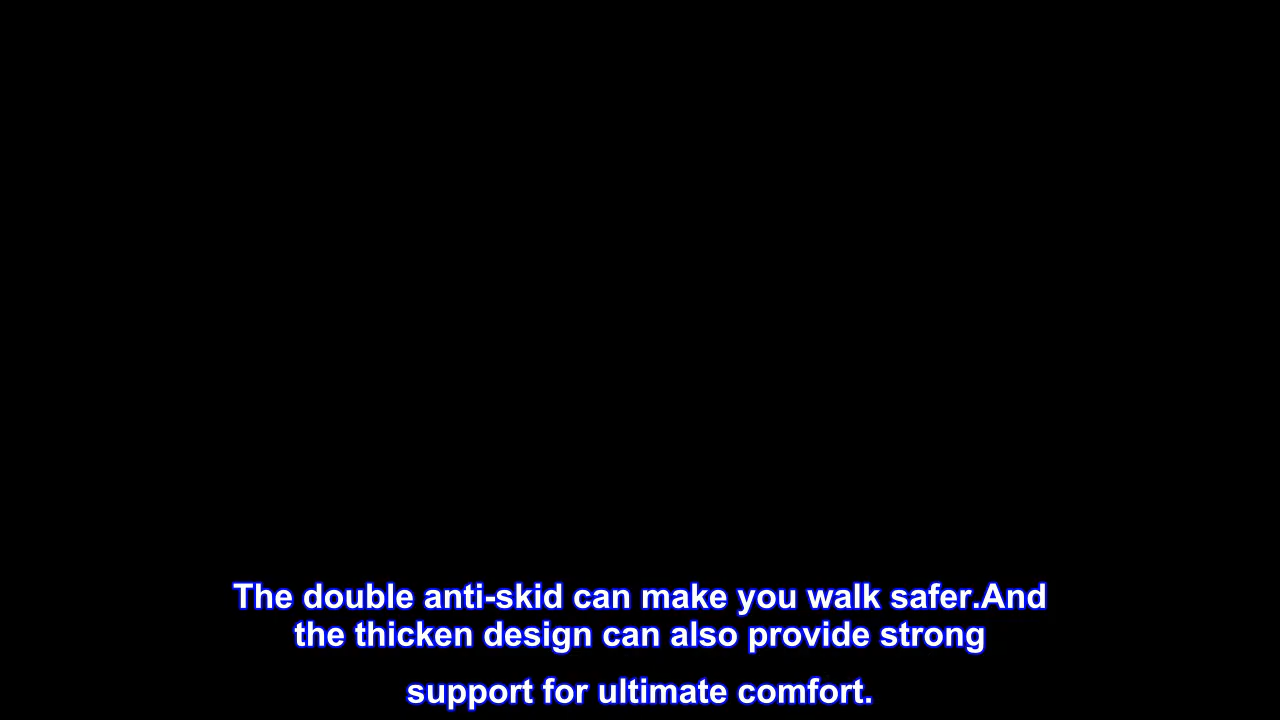 The double anti-skid can make you walk safer.And
the thicken design can also provide strong
support for ultimate comfort.